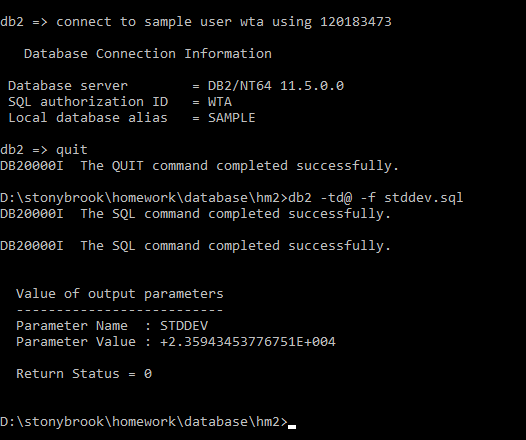 db2 => connect to sample user wta using 120183473
Database Connection Information
Database server        = DB2/NT64 11.5.0.0
SQL authorization ID   = WTA
Local database alias   = SAMPLE
db2 => quit
DB20000I  The QUIT command completed successfully.
D:\stonybrook\homework\database\hm2>db2 -td@ -f stddev.sql
DB20000I  The SQL command completed successfully.
DB20000I  The SQL command completed successfully.
Value of output parameters
--------------------------
Parameter Name  : STDDEV
Parameter Value : +2.35943453776751E+004
Return Status = 0
D:\stonybrook\homework\database\hm2>